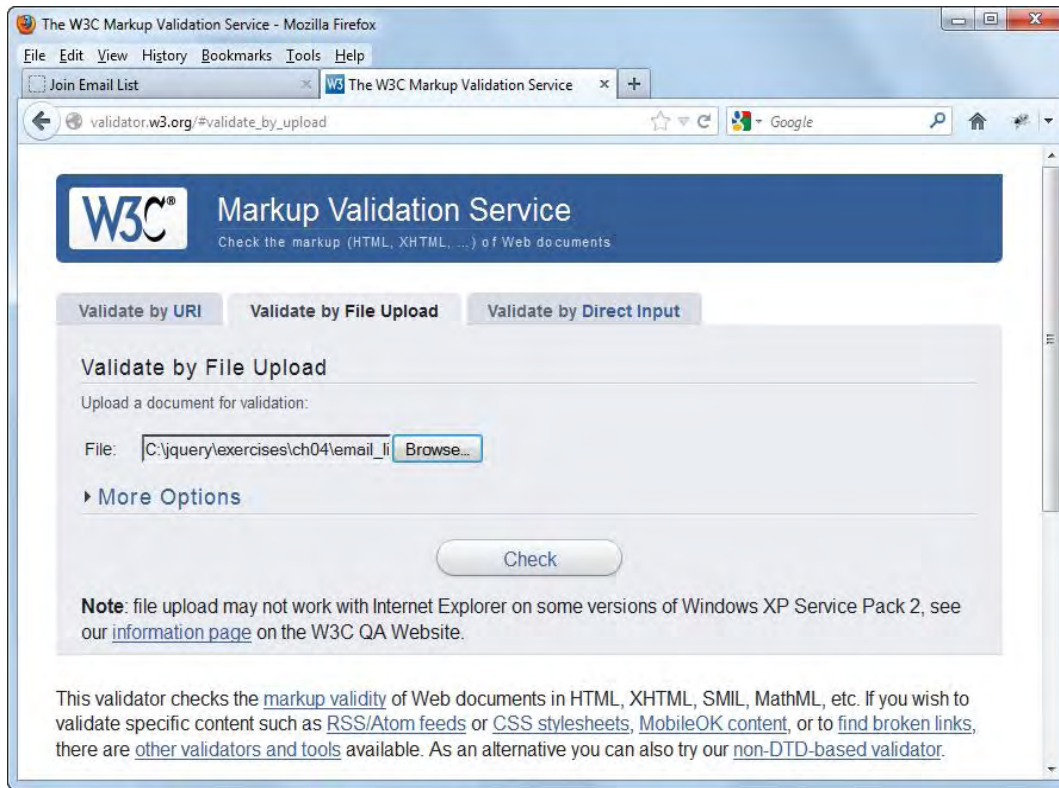 The W3C Markup Validation Service - Mozilla Firefox
File Edit View History Bookmarks Tools Help
Join Email List
W3 The W3C Markup Validation Service
validator.w3.org/#validate_by_upload
Google
W3C® Markup Validation Service
Check the markup (HTML, XHTML, ...) of Web documents
Validate by URI Validate by File Upload Validate by Direct Input
Validate by File Upload
Upload a document for validation:
File: C:\jquery\exercises\ch04\email_li Browse...
More Options
Check
Note: file upload may not work with Internet Explorer on some versions of Windows XP Service Pack 2, see
our information page on the W3C QA Website.
This validator checks the markup validity of Web documents in HTML, XHTML, SMIL, MathML, etc. If you wish to
validate specific content such as RSS/Atom feeds or CSS stylesheets, MobileOK content, or to find broken links,
there are other validators and tools available. As an alternative you can also try our non-DTD-based validator.